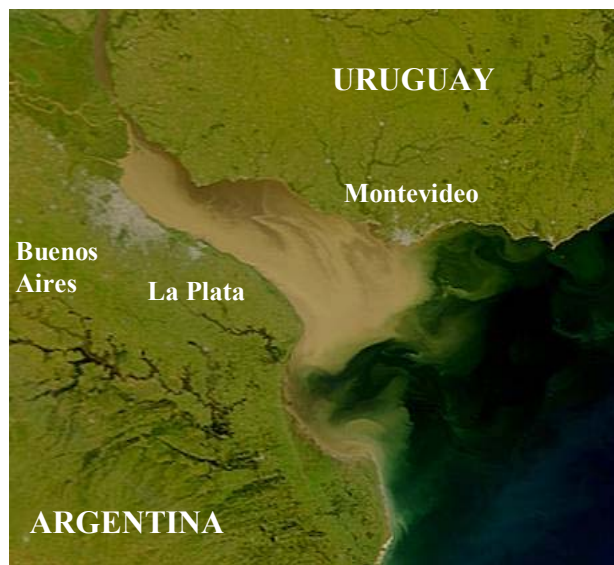 URUGUAY
Montevideo
Buenos
Aires
La Plata
ARGENTINA